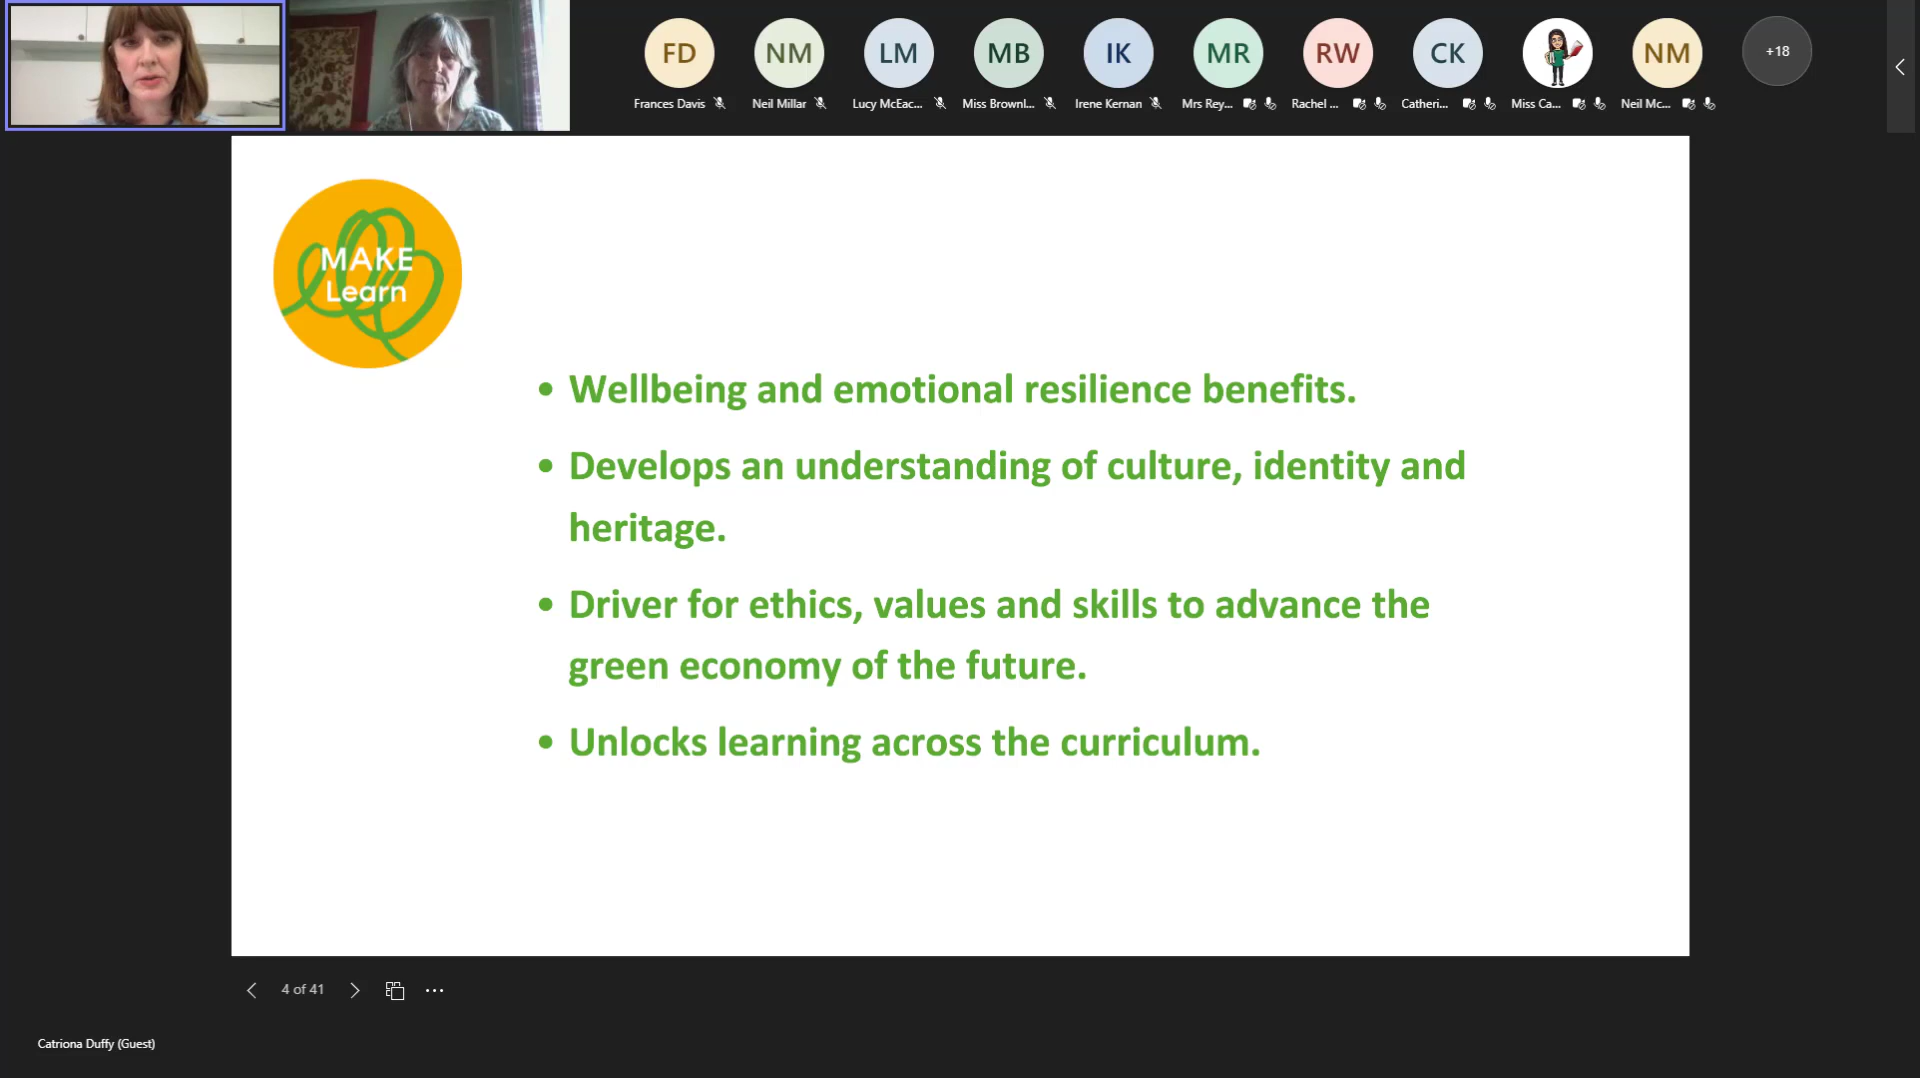 FD
NM
LM
MB
IK
MR
RW
CK
NM
+18
Frances Davis
Neil Millar
Lucy McEac...
Miss Brownl...
Irene Kernan
Mrs Rey...
Rachel ...
Catheri...
Miss Ca...
Neil Mc...
MAKE
Learn
• Wellbeing and emotional resilience benefits.
• Develops an understanding of culture, identity and
heritage.
• Driver for ethics, values and skills to advance the
green economy of the future.
• Unlocks learning across the curriculum.
4 of 41
Catriona Duffy (Guest)